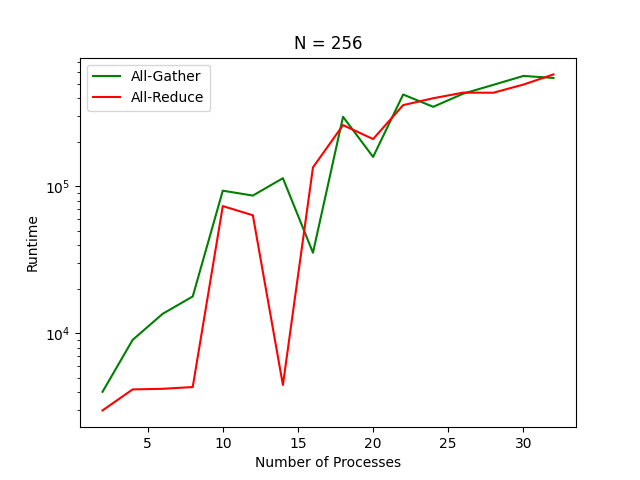 N = 256
All-Gather
All-Reduce
10^5
10^4
Runtime
5 10 15 20 25 30
Number of Processes